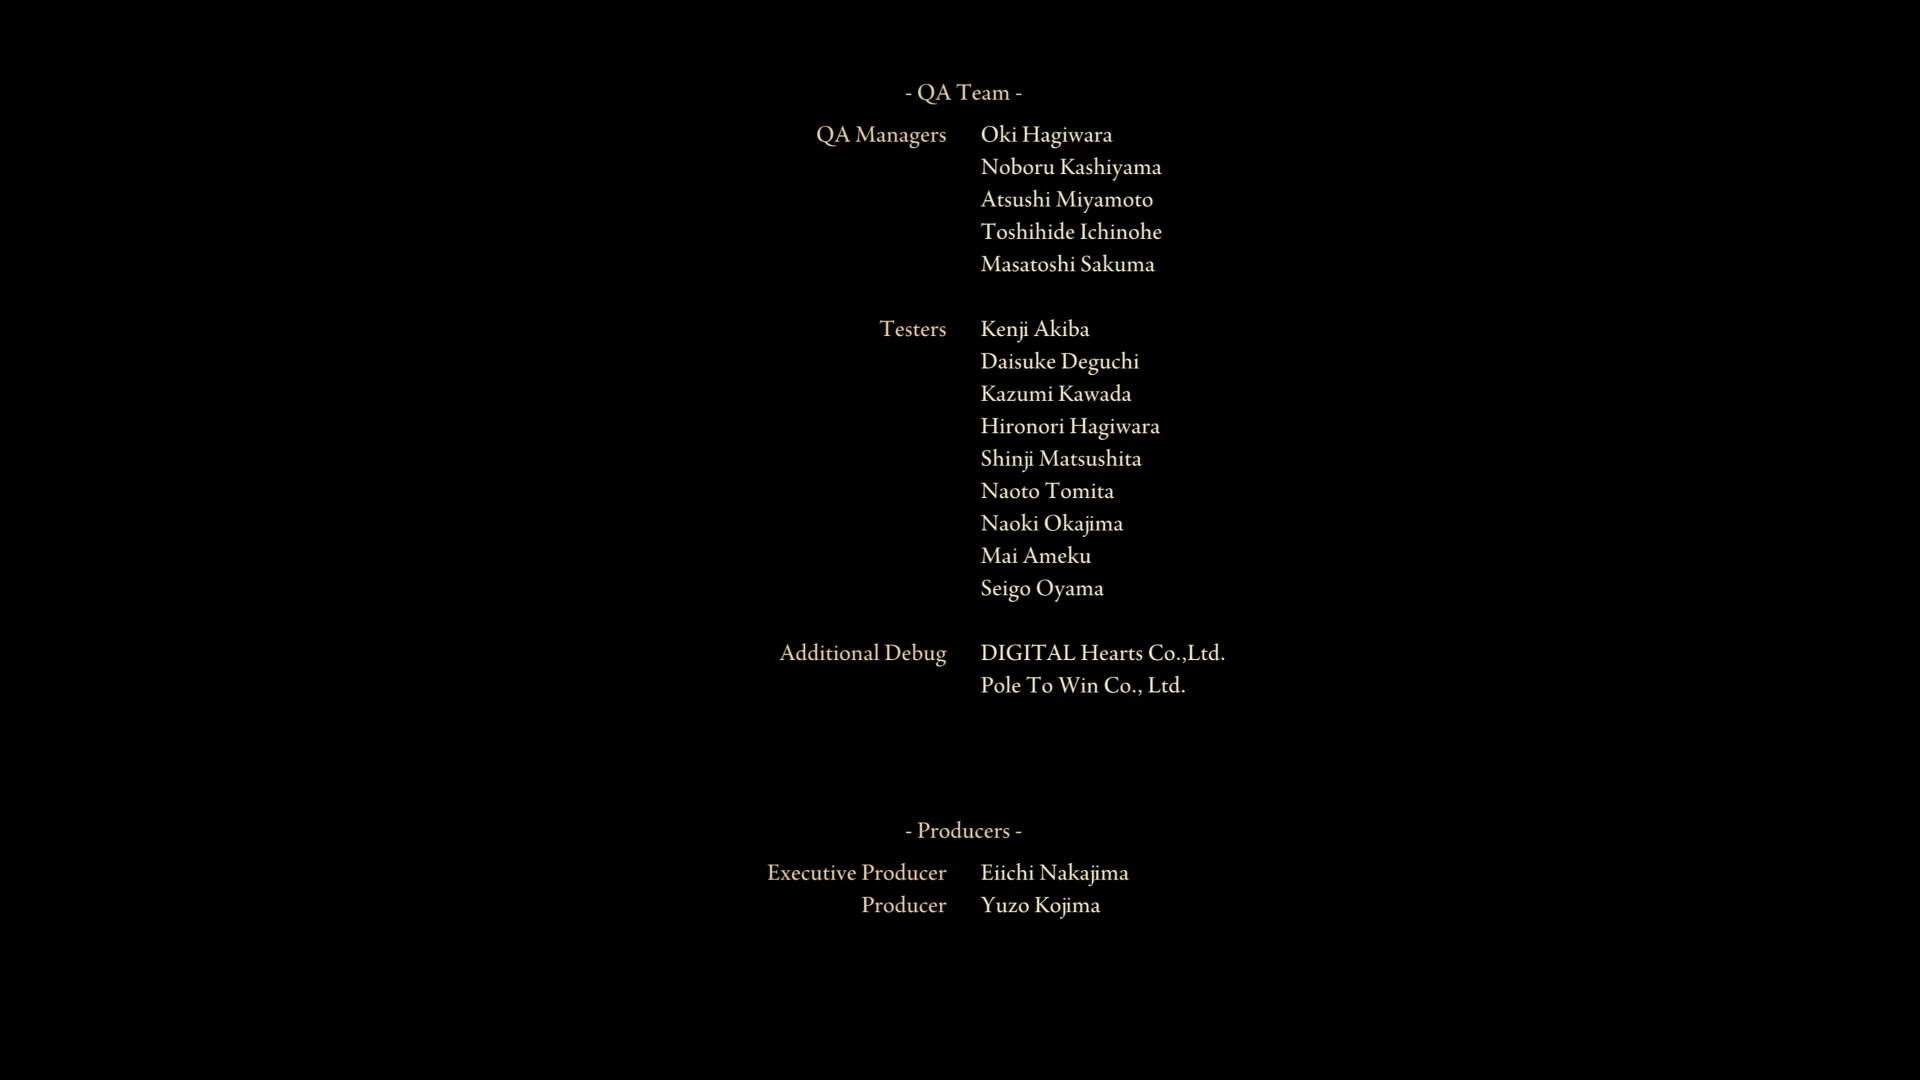 - QA Team -
QA Managers Oki Hagiwara
Noboru Kashiyama
Atsushi Miyamoto
Toshihide Ichinohe
Masatoshi Sakuma
Testers Kenji Akiba
Daisuke Deguchi
Kazumi Kawada
Hironori Hagiwara
Shinji Matsushita
Naoto Tomita
Naoki Okajima
Mai Ameku
Seigo Oyama
Additional Debug DIGITAL Hearts Co.,Ltd.
Pole To Win Co., Ltd.
- Producers -
Executive Producer Eiichi Nakajima
Producer Yuzo Kojima